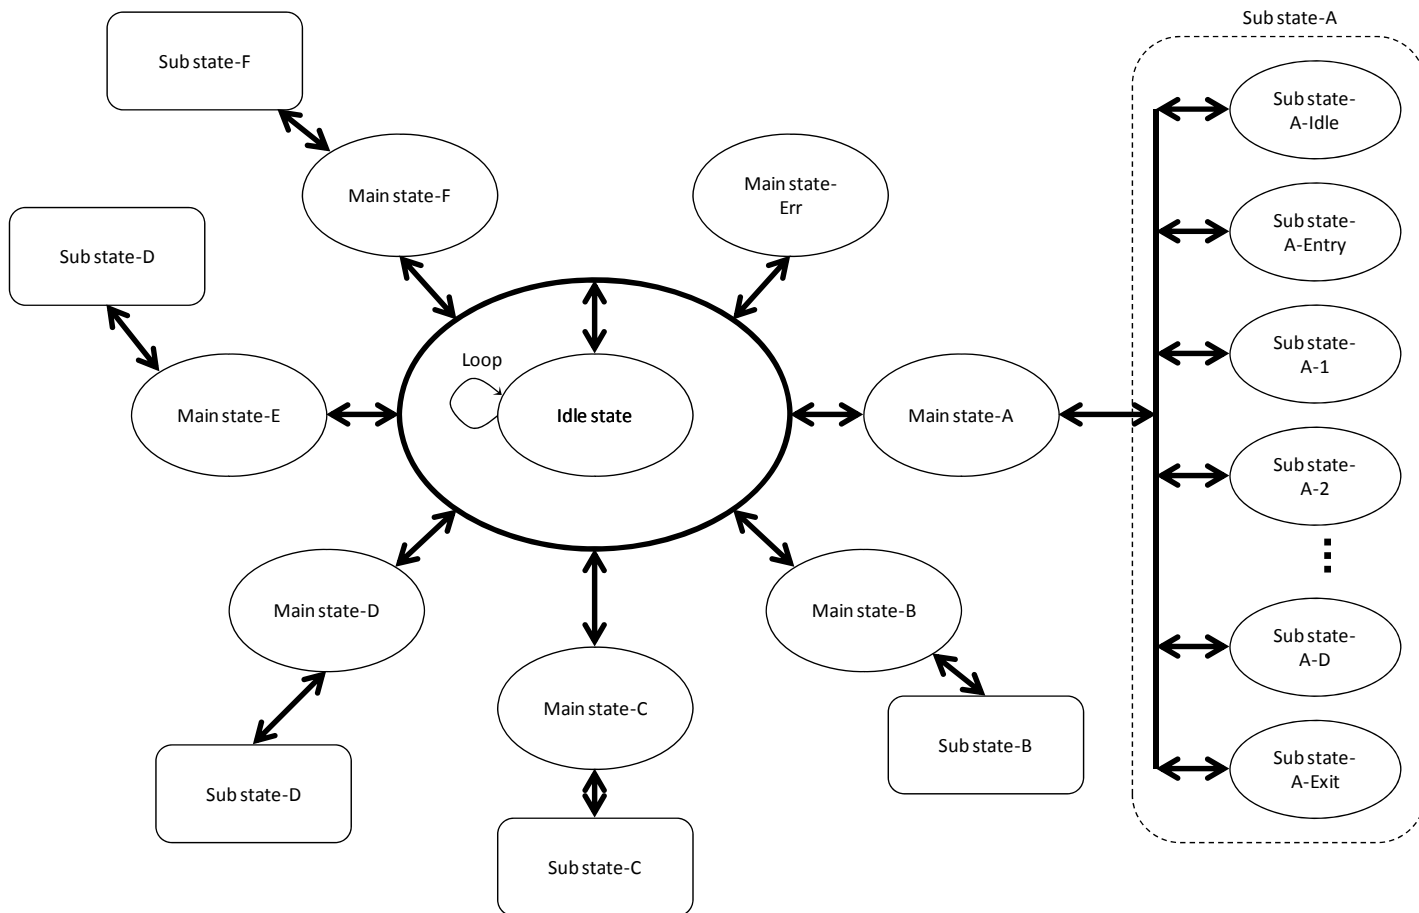 Sub state-A
Sub state-F
Sub state-
A-Idle
Main state-F
Main state-
Err
Sub state-
A-Entry
Sub state-D
Sub state-
A-1
Loop
Main state-E
Idle state
Main state-A
Sub state-
A-2
Main state-D
Main state-B
Sub state-
A-D
Main state-C
Sub state-B
Sub state-
A-Exit
Sub state-D
Sub state-C